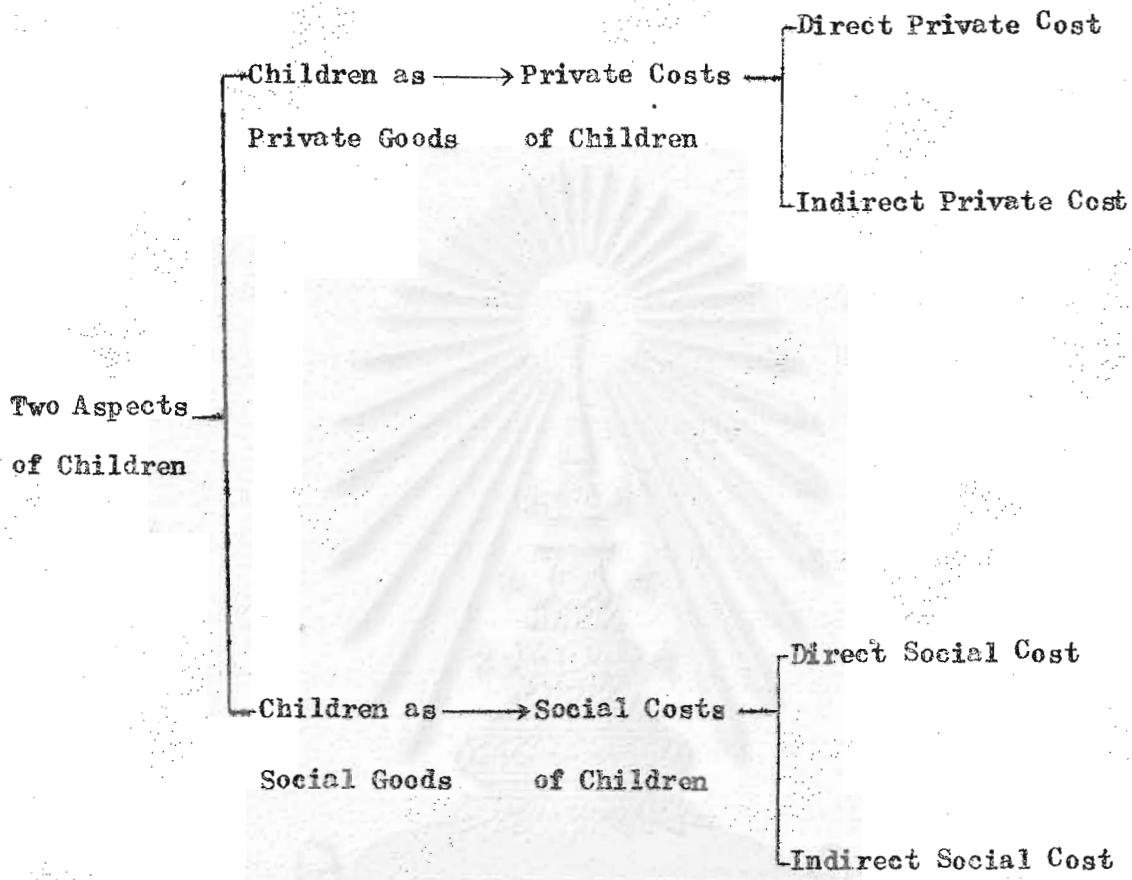 Direct Private Cost
Children as → Private Costs
Private Goods of Children
Indirect Private Cost
Two Aspects
of Children
Direct Social Cost
Children as → Social Costs
Social Goods of Children
Indirect Social Cost